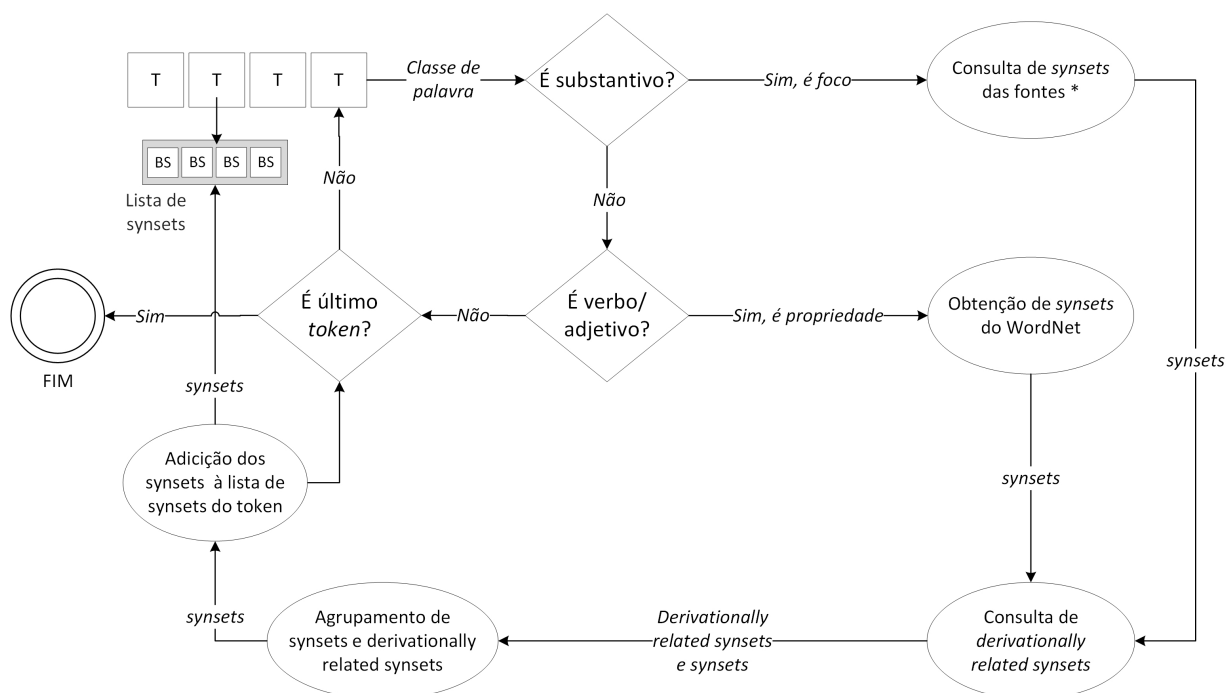 T
T
T
T
Classe de
palavra
É substantivo?
Sim, é foco
Consulta de synsets
das fontes *
BS
BS
BS
BS
Lista de
synsets
Não
Não
É último
token?
Sim
FIM
Não
É verbo/
adjetivo?
Sim, é propriedade
Obtenção de synsets
do WordNet
synsets
synsets
synsets
Adicição dos
synsets à lista de
synsets do token
synsets
Agrupamento de
synsets e derivationally
related synsets
Derivationally
related synsets
e synsets
Consulta de
derivationally
related synsets